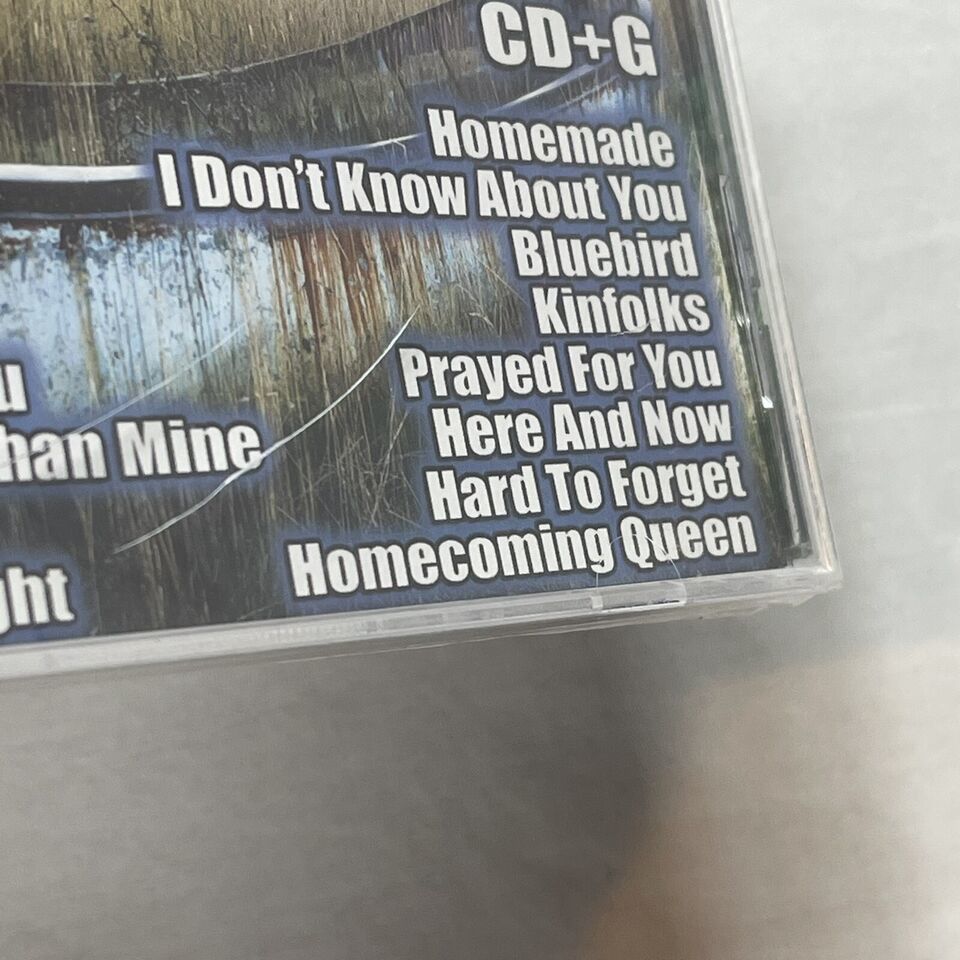 CD+G
Homemade
I Don't Know About You
Bluebird
Kinfolks
Prayed For You
Here And Now
Hard To Forget
Homecoming Queen
Mine